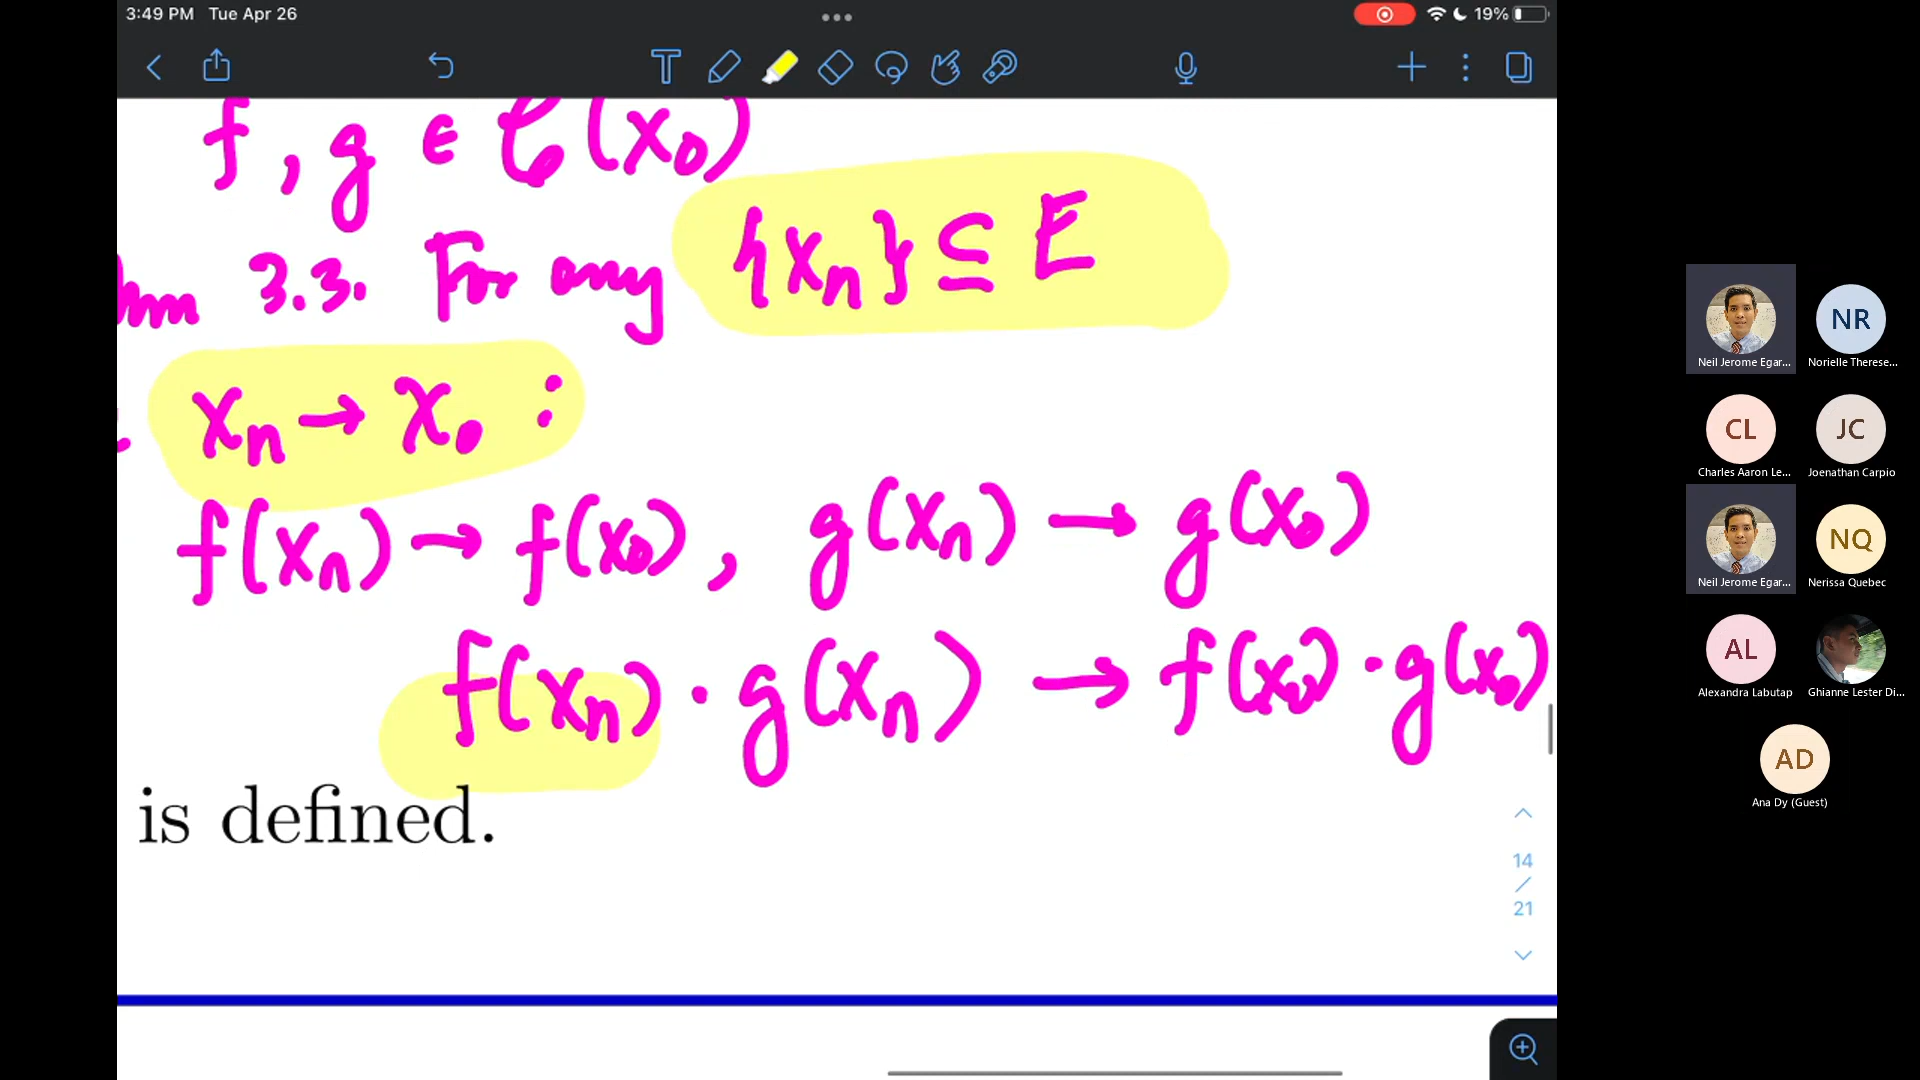 3:49 PM Tue Apr 26
19%
f, g ∈ C(x₀)
hm 3.3. For any {xₙ} ⊆ E
xₙ → x₀ :
f(xₙ) → f(x₀), g(xₙ) → g(x₀)
f(xₙ) · g(xₙ) → f(x₀) · g(x₀)
is defined.
14
/
21
Neil Jerome Egar...
NR
Norielle Therese...
CL
Charles Aaron Le...
JC
Joenathan Carpio
Neil Jerome Egar...
NQ
Nerissa Quebec
AL
Alexandra Labutap
Ghianne Lester Di...
AD
Ana Dy (Guest)